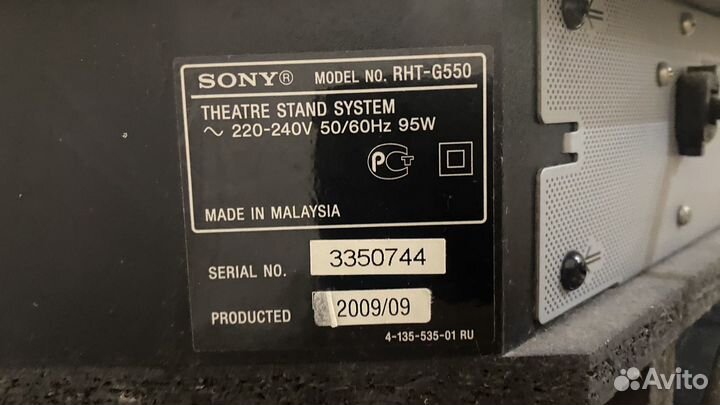 SONY® MODEL NO. RHT-G550
THEATRE STAND SYSTEM
～ 220-240V 50/60Hz 95W
PCT
MADE IN MALAYSIA
SERIAL NO. 3350744
PRODUCTED 2009/09
4-135-535-01 RU
Avito